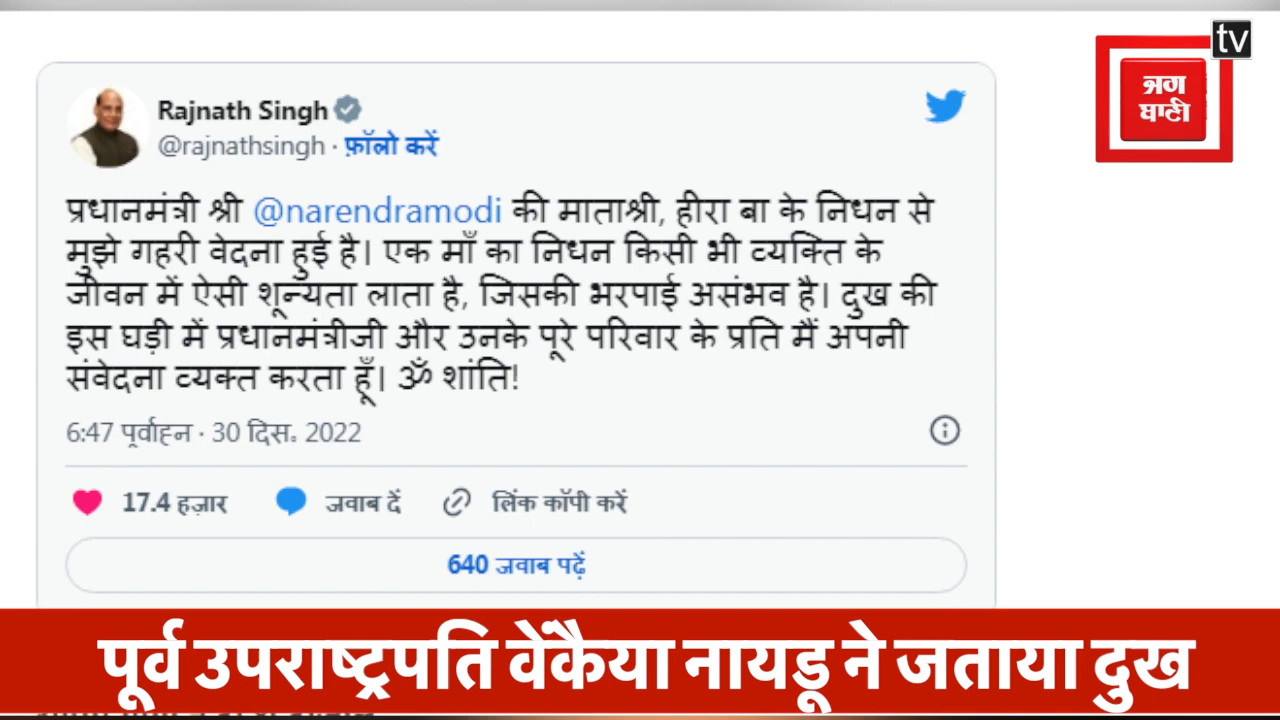 tv
ਜਗ
ਬਾਣੀ
Rajnath Singh
@rajnathsingh · फ़ॉलो करें
प्रधानमंत्री श्री @narendramodi की माताश्री, हीरा बा के निधन से
मुझे गहरी वेदना हुई है। एक माँ का निधन किसी भी व्यक्ति के
जीवन में ऐसी शून्यता लाता है, जिसकी भरपाई असंभव है। दुख की
इस घड़ी में प्रधानमंत्रीजी और उनके पूरे परिवार के प्रति मैं अपनी
संवेदना व्यक्त करता हूँ। ॐ शांति!
6:47 पूर्वाह्न · 30 दिस॰ 2022
17.4 हज़ार जवाब दें लिंक कॉपी करें
640 जवाब पढ़ें
पूर्व उपराष्ट्रपति वेंकैया नायडू ने जताया दुख